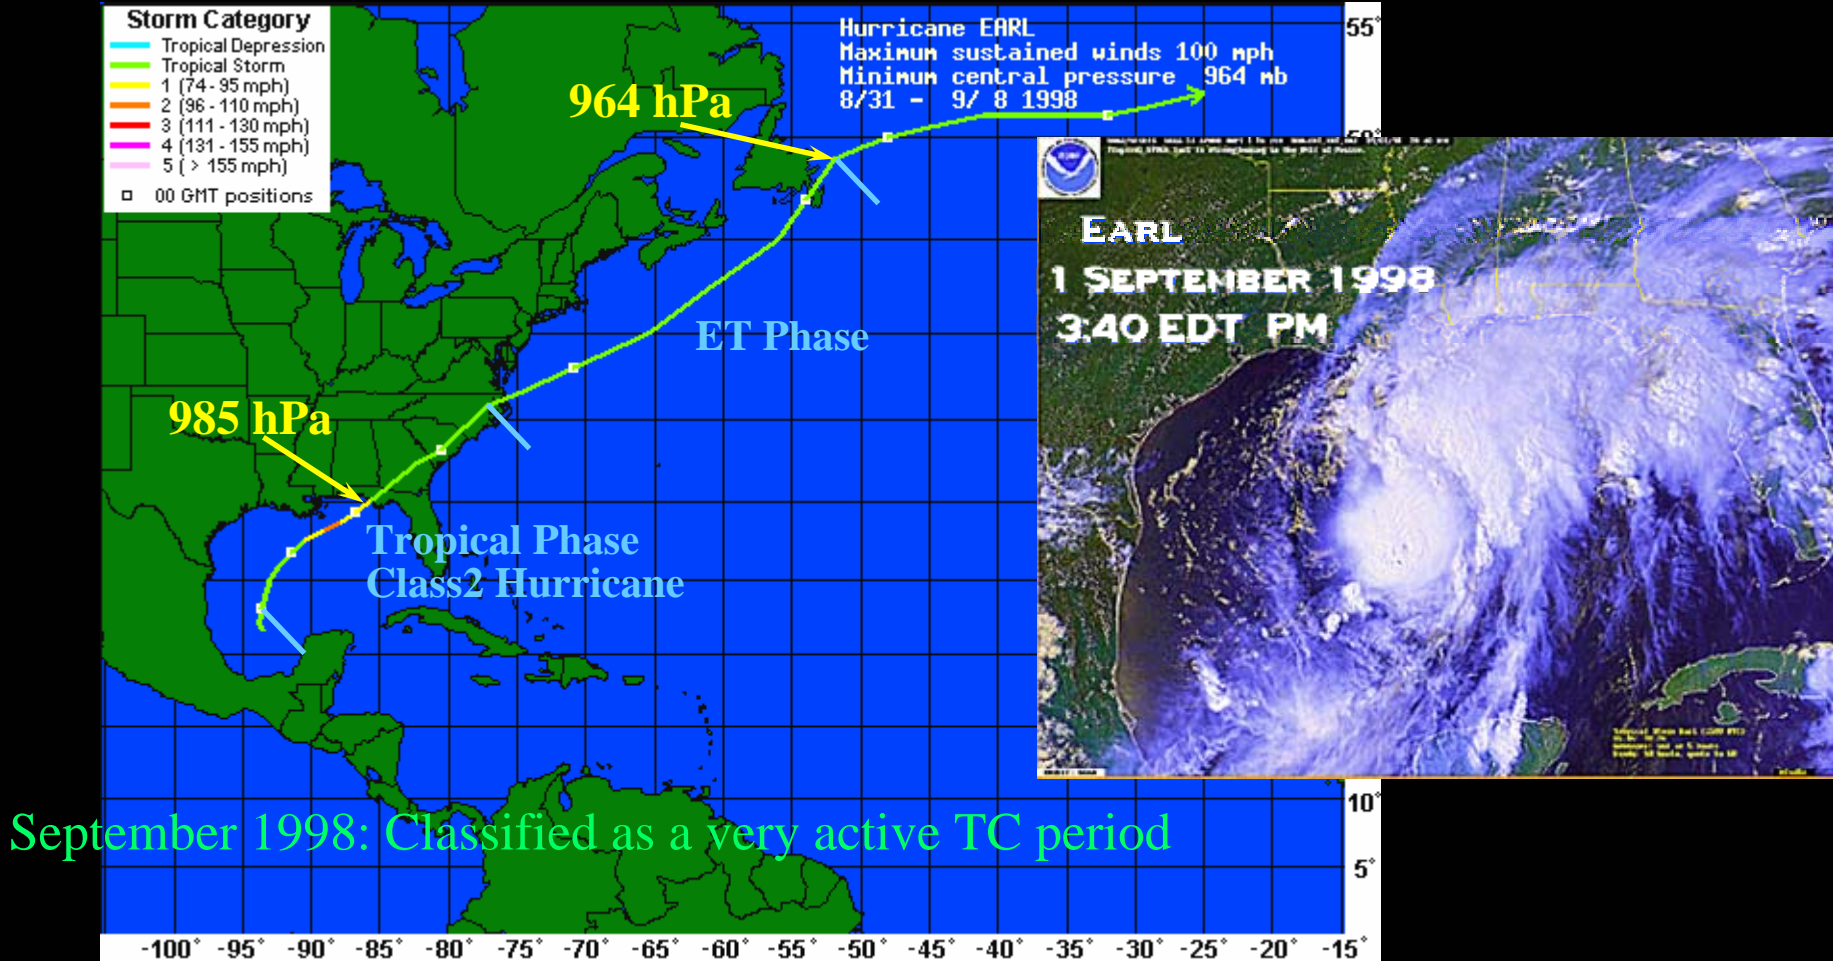 Storm Category
Tropical Depression
Tropical Storm
1 (74 - 95 mph)
2 (96 - 110 mph)
3 (111 - 130 mph)
4 (131 - 155 mph)
5 ( > 155 mph)
00 GMT positions
Hurricane EARL
Maximum sustained winds 100 mph
Minimum central pressure 964 mb
8/31 - 9/ 8 1998
55°
964 hPa
EARL
1 SEPTEMBER 1998
3:40 EDT PM
ET Phase
985 hPa
Tropical Phase
Class2 Hurricane
10°
September 1998: Classified as a very active TC period
5°
-100° -95° -90° -85° -80° -75° -70° -65° -60° -55° -50° -45° -40° -35° -30° -25° -20° -15°